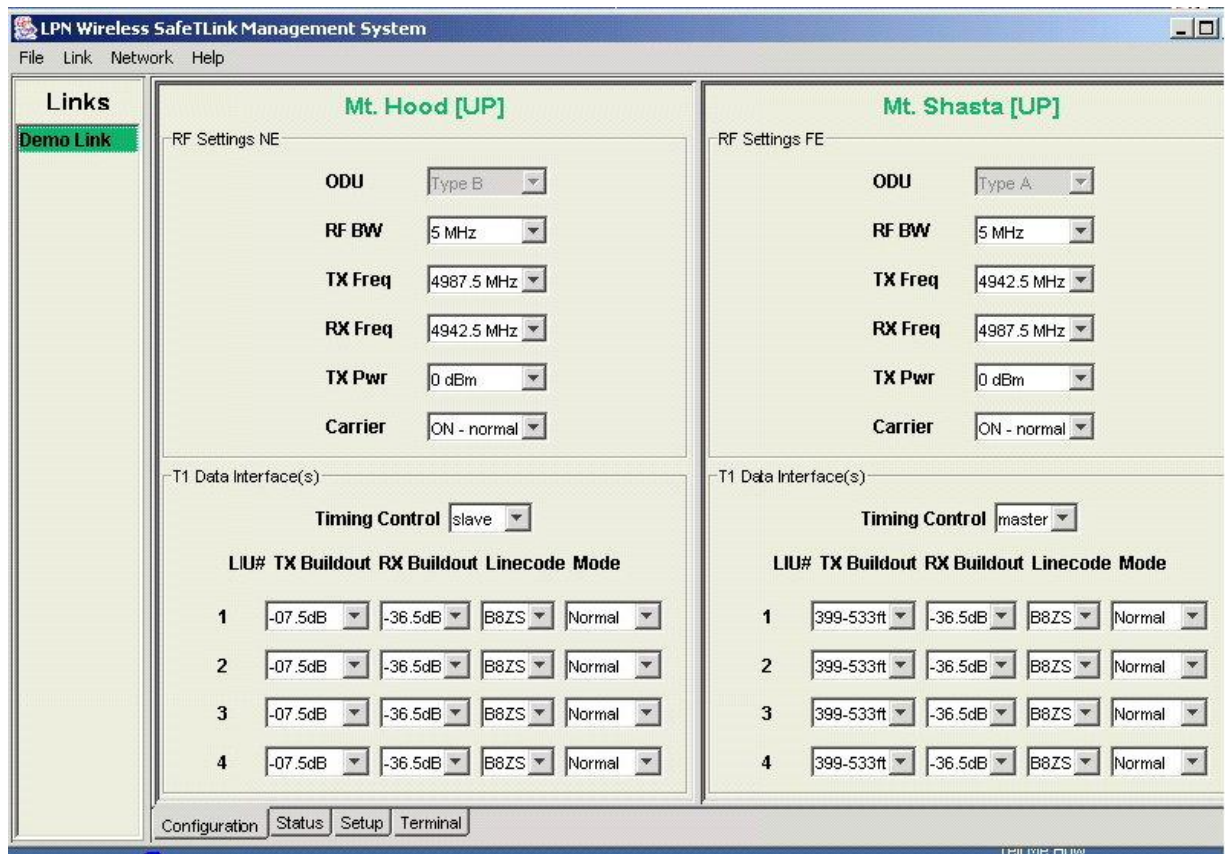 LPN Wireless SafeTLink Management System
File Link Network Help
Links
Demo Link
Mt. Hood [UP]
RF Settings NE
ODU Type B
RF BW 5 MHz
TX Freq 4987.5 MHz
RX Freq 4942.5 MHz
TX Pwr 0 dBm
Carrier ON - normal
T1 Data Interface(s)
Timing Control slave
LIU# TX Buildout RX Buildout Linecode Mode
1 -07.5dB -36.5dB B8ZS Normal
2 -07.5dB -36.5dB B8ZS Normal
3 -07.5dB -36.5dB B8ZS Normal
4 -07.5dB -36.5dB B8ZS Normal
Mt. Shasta [UP]
RF Settings FE
ODU Type A
RF BW 5 MHz
TX Freq 4942.5 MHz
RX Freq 4987.5 MHz
TX Pwr 0 dBm
Carrier ON - normal
T1 Data Interface(s)
Timing Control master
LIU# TX Buildout RX Buildout Linecode Mode
1 399-533ft -36.5dB B8ZS Normal
2 399-533ft -36.5dB B8ZS Normal
3 399-533ft -36.5dB B8ZS Normal
4 399-533ft -36.5dB B8ZS Normal
Configuration Status Setup Terminal